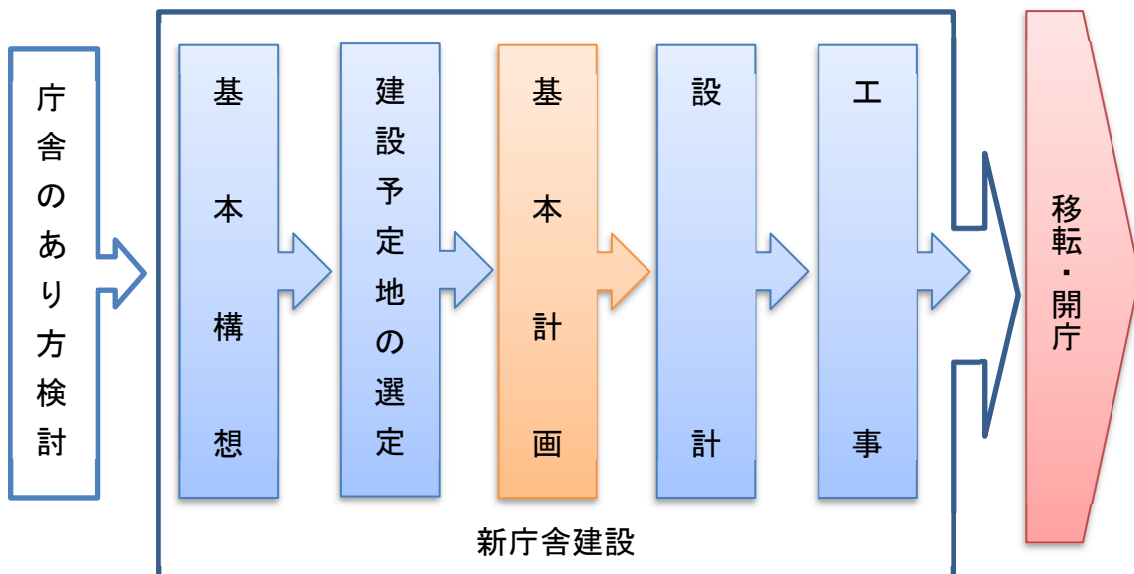 庁舎のあり方検討
基本構想
建設予定地の選定
基本計画
設計
工事
移転・開庁
新庁舎建設